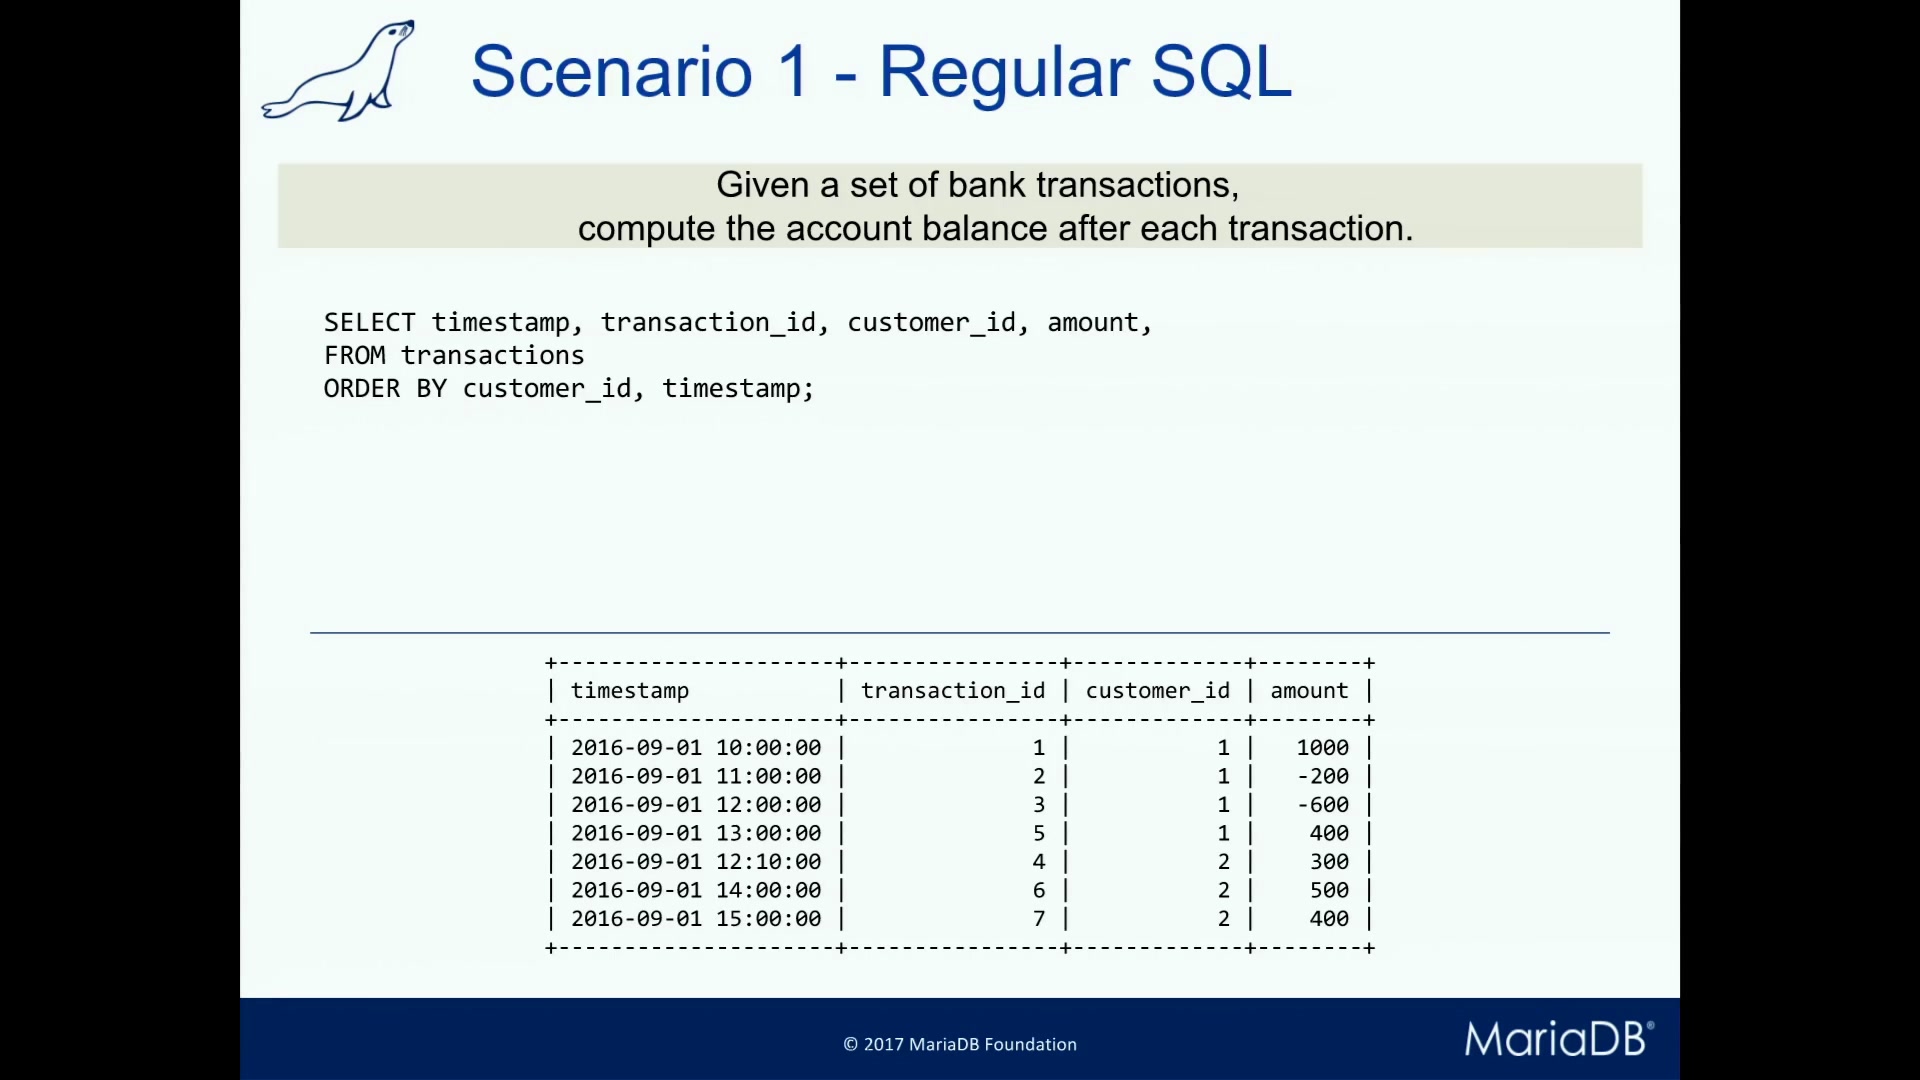 Scenario 1 - Regular SQL
Given a set of bank transactions,
compute the account balance after each transaction.
SELECT timestamp, transaction_id, customer_id, amount,
FROM transactions
ORDER BY customer_id, timestamp;
+---------------------+----------------+-------------+--------+
| timestamp           | transaction_id | customer_id | amount |
+---------------------+----------------+-------------+--------+
| 2016-09-01 10:00:00 |              1 |           1 |   1000 |
| 2016-09-01 11:00:00 |              2 |           1 |   -200 |
| 2016-09-01 12:00:00 |              3 |           1 |   -600 |
| 2016-09-01 13:00:00 |              5 |           1 |    400 |
| 2016-09-01 12:10:00 |              4 |           2 |    300 |
| 2016-09-01 14:00:00 |              6 |           2 |    500 |
| 2016-09-01 15:00:00 |              7 |           2 |    400 |
+---------------------+----------------+-------------+--------+
© 2017 MariaDB Foundation
MariaDB®